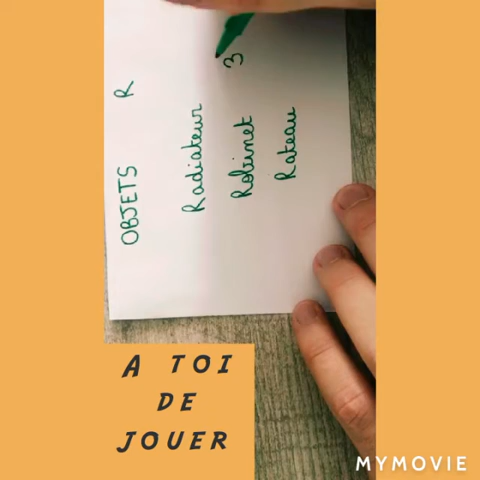 OBJETS R
Radiateur
Robinet 3
Rateau
A TOI
DE
JOUER
MYMOVIE